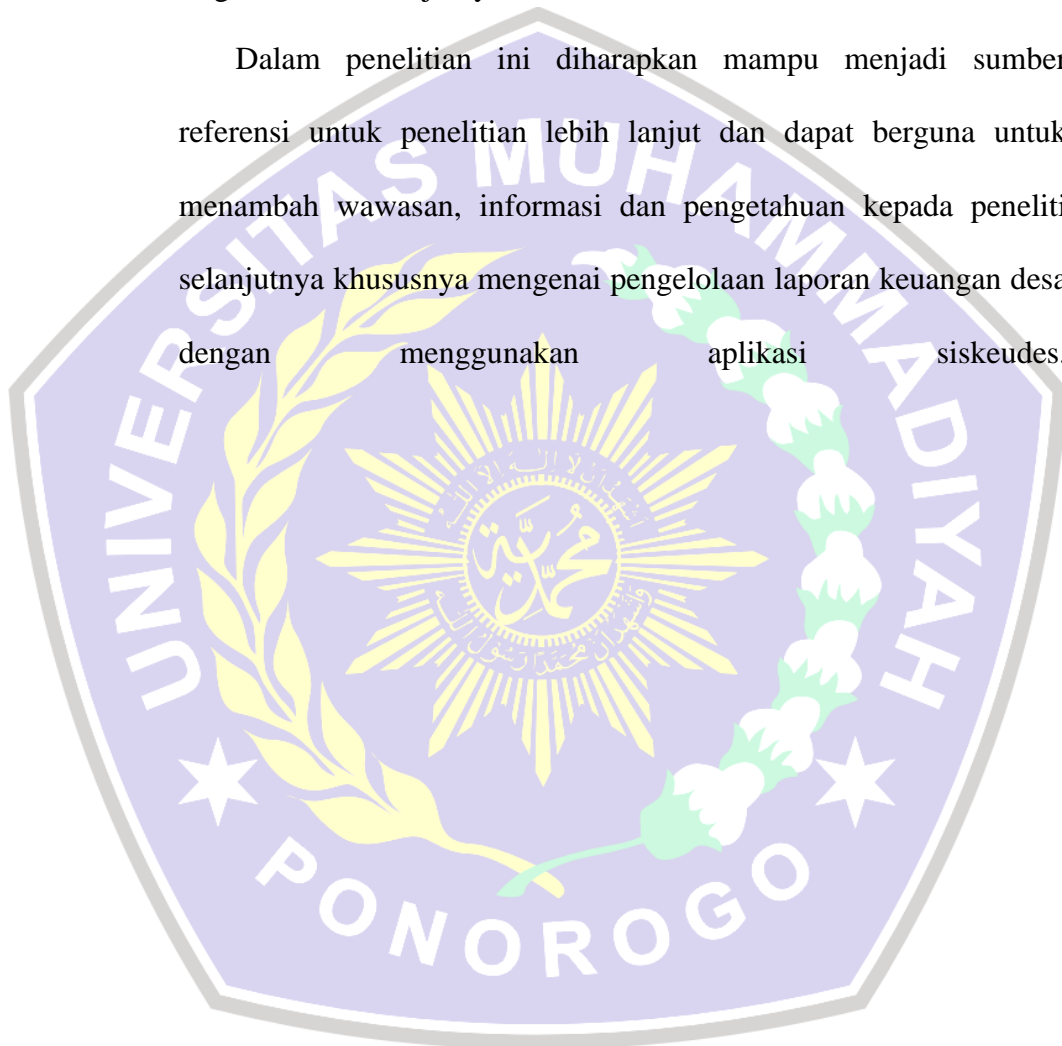 Dalam penelitian ini diharapkan mampu menjadi sumber
referensi untuk penelitian lebih lanjut dan dapat berguna untuk
menambah wawasan, informasi dan pengetahuan kepada peneliti
selanjutnya khususnya mengenai pengelolaan laporan keuangan desa
dengan menggunakan aplikasi siskeudes.
UNIVERSITAS MUHAMMADIYAH
PONOROGO